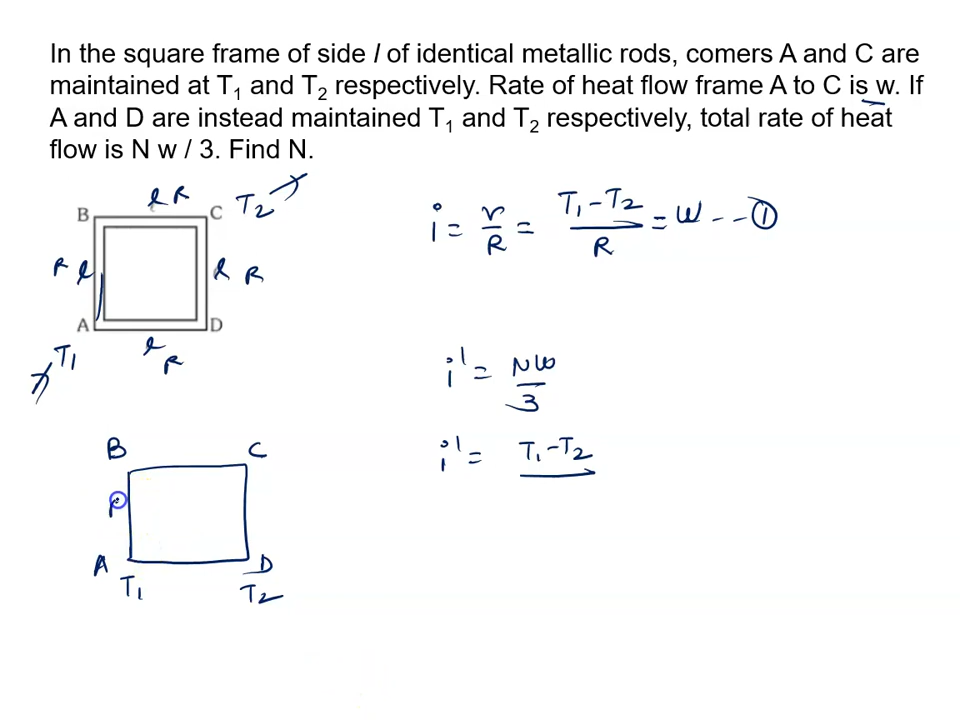 In the square frame of side l of identical metallic rods, comers A and C are
maintained at T₁ and T₂ respectively. Rate of heat flow frame A to C is w. If
A and D are instead maintained T₁ and T₂ respectively, total rate of heat
flow is N w / 3. Find N.
l R T₂
B C
i = v/R = T₁-T₂/R = W -- ①
R l l R
A D
T₁ l R
i' = Nw/3
B C
i' = T₁-T₂
A D
T₁ T₂